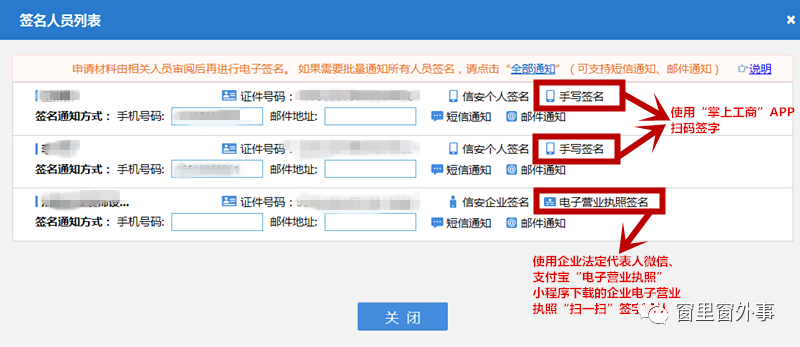 签名人员列表
申请材料由相关人员审阅后再进行电子签名。 如果需要批量通知所有人员签名，请点击“全部通知”（可支持短信通知、邮件通知） 说明
证件号码： 信安个人签名 手写签名
签名通知方式： 手机号码: 邮件地址: 短信通知 邮件通知
使用“掌上工商”APP
扫码签字
证件号码： 信安个人签名 手写签名
签名通知方式： 手机号码: 邮件地址: 短信通知 邮件通知
证件号码： 信安企业签名 电子营业执照签名
签名通知方式： 手机号码: 邮件地址: 短信通知 邮件通知
使用企业法定代表人微信、
支付宝“电子营业执照”
小程序下载的企业电子营业
执照“扫一扫”签字
关 闭
窗里窗外事